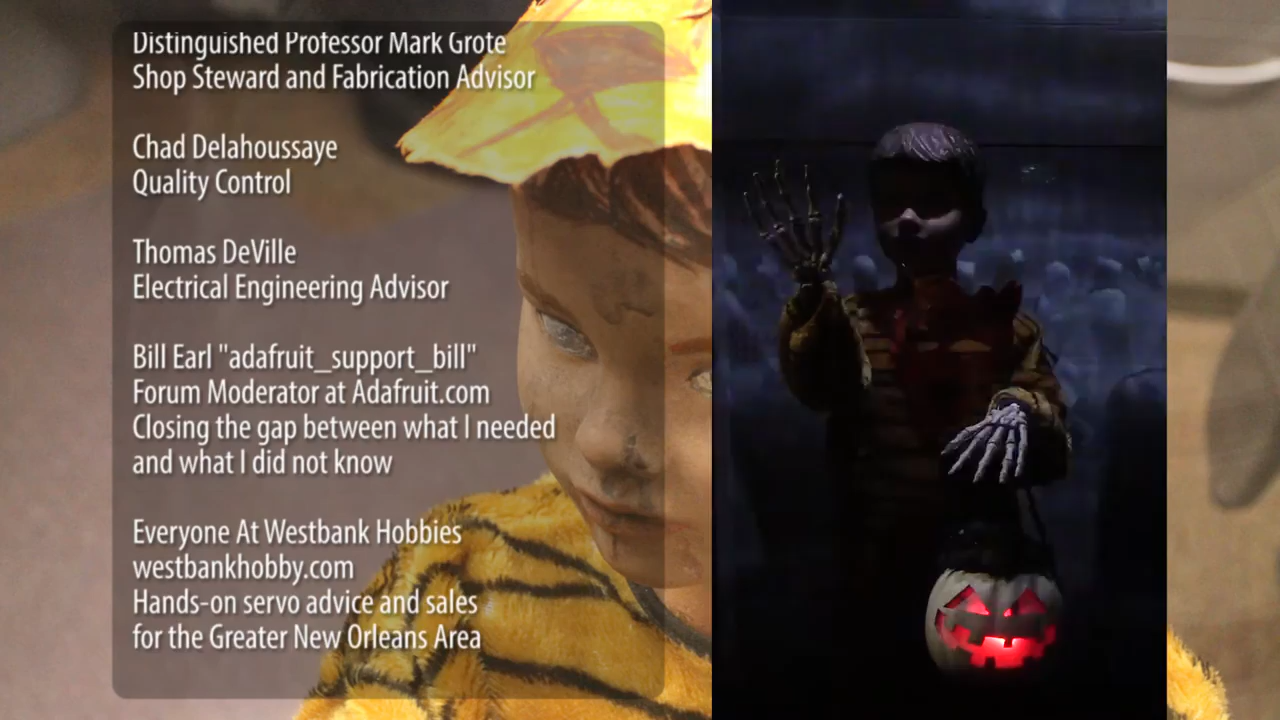 Distinguished Professor Mark Grote
Shop Steward and Fabrication Advisor
Chad Delahoussaye
Quality Control
Thomas DeVille
Electrical Engineering Advisor
Bill Earl "adafruit_support_bill"
Forum Moderator at Adafruit.com
Closing the gap between what I needed
and what I did not know
Everyone At Westbank Hobbies
westbankhobby.com
Hands-on servo advice and sales
for the Greater New Orleans Area